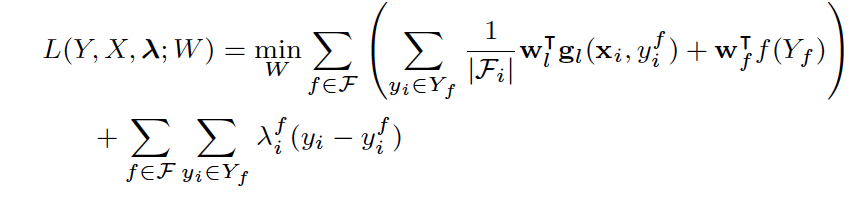 L(Y, X, λ; W) = min_W ∑_{f∈ℱ} ( ∑_{y_i∈Y_f} 1/|ℱ_i| w_l^⊺ g_l(x_i, y_i^f) + w_f^⊺ f(Y_f) )
+ ∑_{f∈ℱ} ∑_{y_i∈Y_f} λ_i^f (y_i − y_i^f)